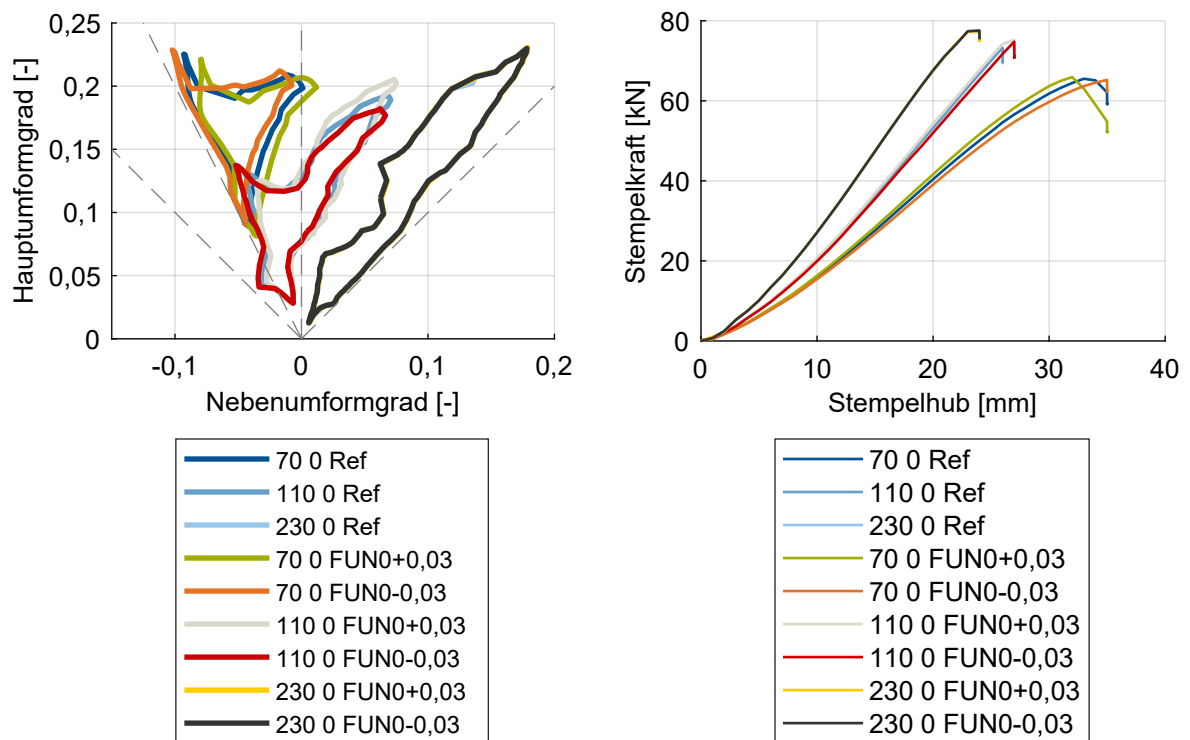 0,25
0,2
0,15
0,1
0,05
0
-0,1
0
0,1
0,2
Hauptumformgrad [-]
Nebenumformgrad [-]
70 0 Ref
110 0 Ref
230 0 Ref
70 0 FUN0+0,03
70 0 FUN0-0,03
110 0 FUN0+0,03
110 0 FUN0-0,03
230 0 FUN0+0,03
230 0 FUN0-0,03
80
60
40
20
0
0
10
20
30
40
Stempelkraft [kN]
Stempelhub [mm]
70 0 Ref
110 0 Ref
230 0 Ref
70 0 FUN0+0,03
70 0 FUN0-0,03
110 0 FUN0+0,03
110 0 FUN0-0,03
230 0 FUN0+0,03
230 0 FUN0-0,03